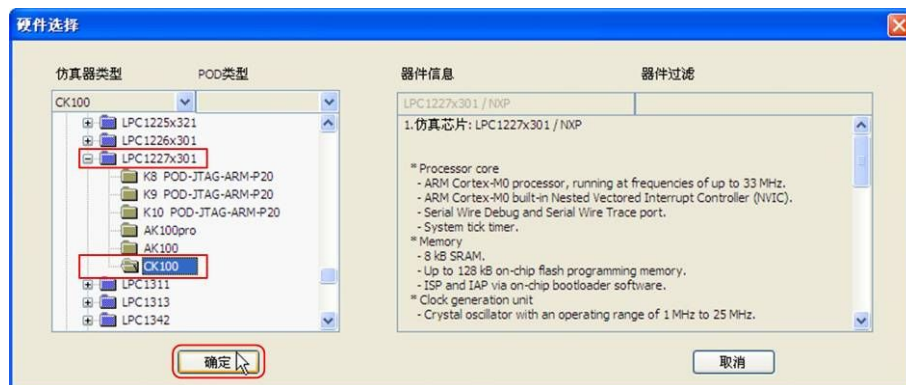 硬件选择
仿真器类型
POD类型
器件信息
器件过滤
CK100
LPC1227x301 / NXP
LPC1225x321
LPC1226x301
LPC1227x301
K8 POD-JTAG-ARM-P20
K9 POD-JTAG-ARM-P20
K10 POD-JTAG-ARM-P20
AK100pro
AK100
CK100
LPC1311
LPC1313
LPC1342
1.仿真芯片: LPC1227x301 / NXP
* Processor core
- ARM Cortex-M0 processor, running at frequencies of up to 33 MHz.
- ARM Cortex-M0 built-in Nested Vectored Interrupt Controller (NVIC).
- Serial Wire Debug and Serial Wire Trace port.
- System tick timer.
* Memory
- 8 kB SRAM.
- Up to 128 kB on-chip flash programming memory.
- ISP and IAP via on-chip bootloader software.
* Clock generation unit
- Crystal oscillator with an operating range of 1 MHz to 25 MHz.
确定
取消